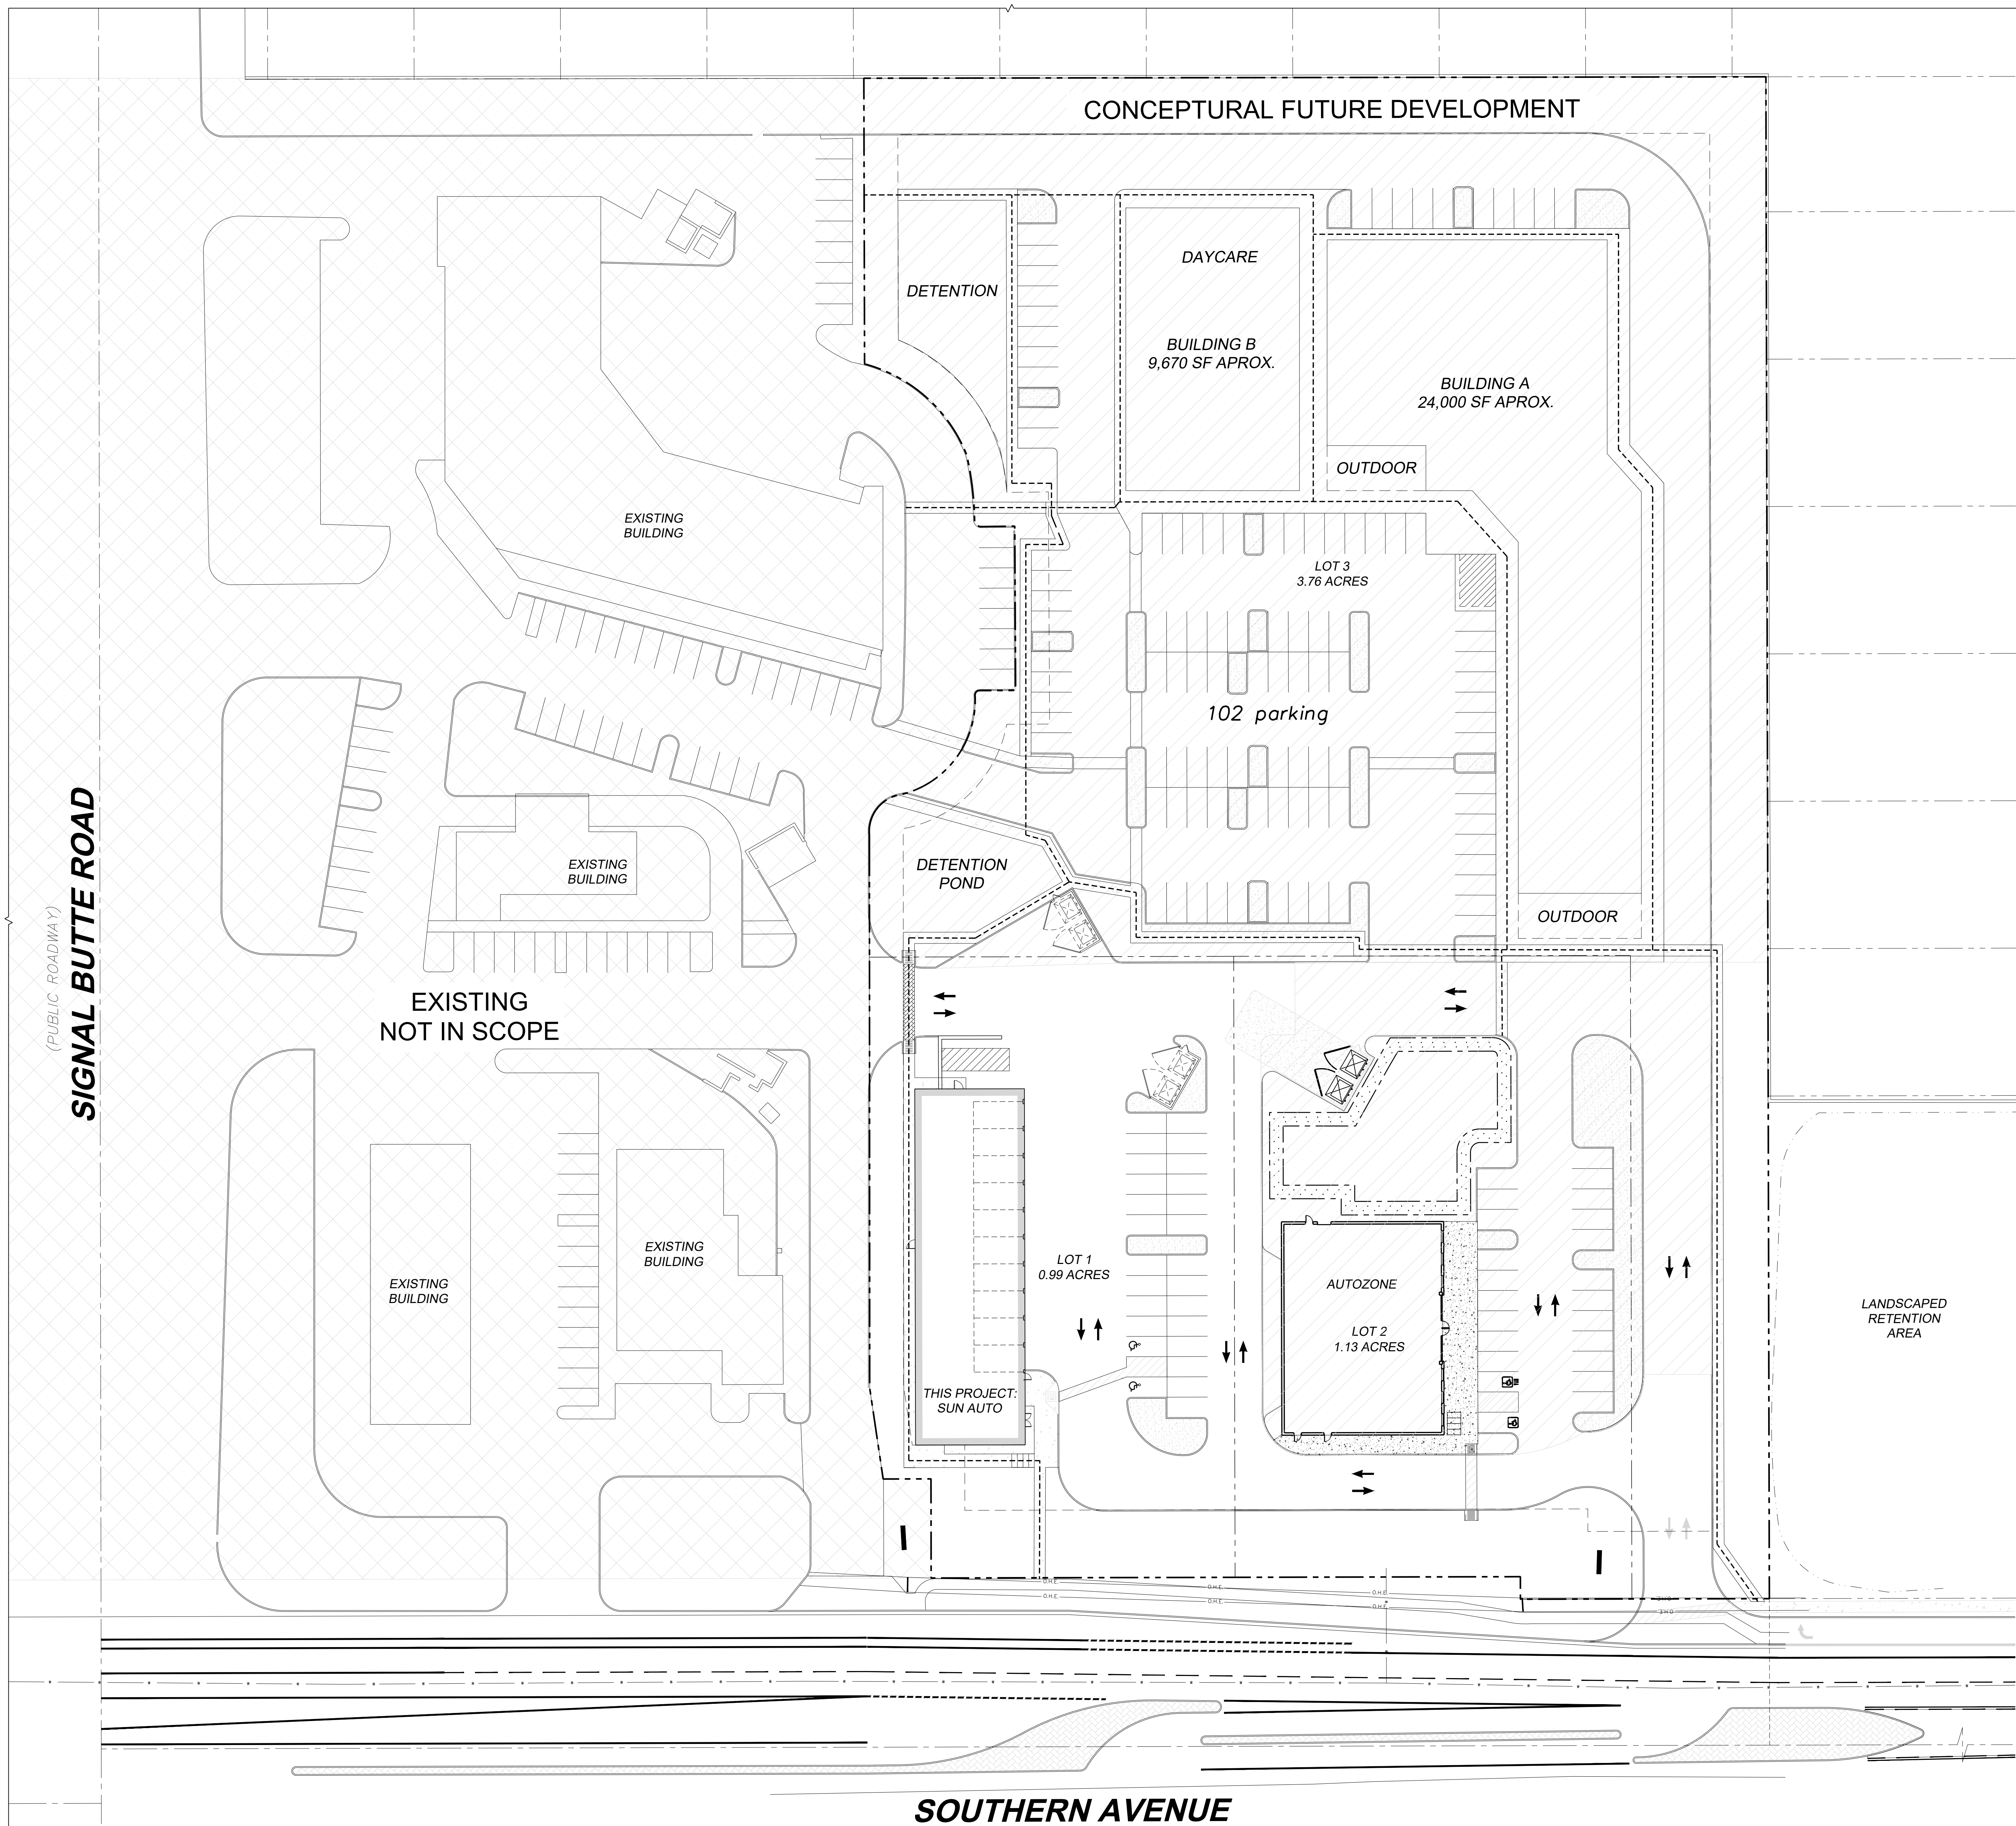 CONCEPTURAL FUTURE DEVELOPMENT
DAYCARE
DETENTION
BUILDING B
9,670 SF APROX.
BUILDING A
24,000 SF APROX.
OUTDOOR
EXISTING
BUILDING
LOT 3
3.76 ACRES
102 parking
EXISTING
BUILDING
DETENTION
POND
OUTDOOR
SIGNAL BUTTE ROAD
(PUBLIC ROADWAY)
EXISTING
NOT IN SCOPE
EXISTING
BUILDING
EXISTING
BUILDING
LOT 1
0.99 ACRES
AUTOZONE
LOT 2
1.13 ACRES
LANDSCAPED
RETENTION
AREA
THIS PROJECT:
SUN AUTO
O.H.E.
O.H.E.
O.H.E.
O.H.E.
O.H.E.
O.H.E.
O.H.E.
O.H.E.
SOUTHERN AVENUE